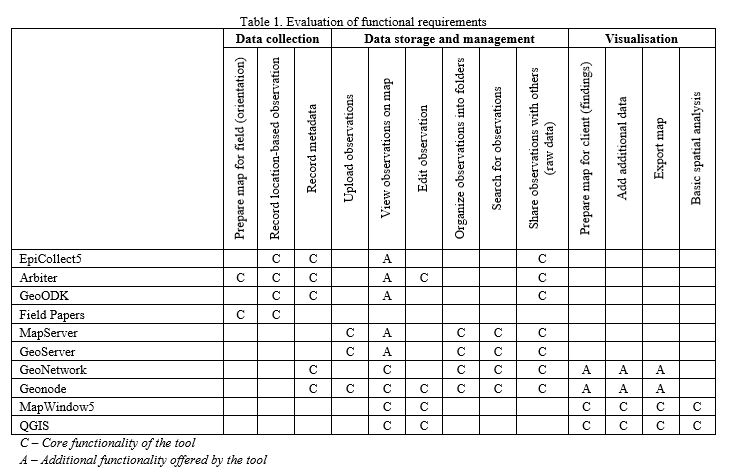 Table 1. Evaluation of functional requirements
Data collection Data storage and management Visualisation
Prepare map for field (orientation)
Record location-based observation
Record metadata
Upload observations
View observations on map
Edit observation
Organize observations into folders
Search for observations
Share observations with others
(raw data)
Prepare map for client (findings)
Add additional data
Export map
Basic spatial analysis
EpiCollect5 C C A C
Arbiter C C C A C C
GeoODK C C A C
Field Papers C C
MapServer C A C C C
GeoServer C A C C C
GeoNetwork C C C C C A A A
Geonode C C C C C C C A A A
MapWindow5 C C C C C C
QGIS C C C C C C
C – Core functionality of the tool
A – Additional functionality offered by the tool